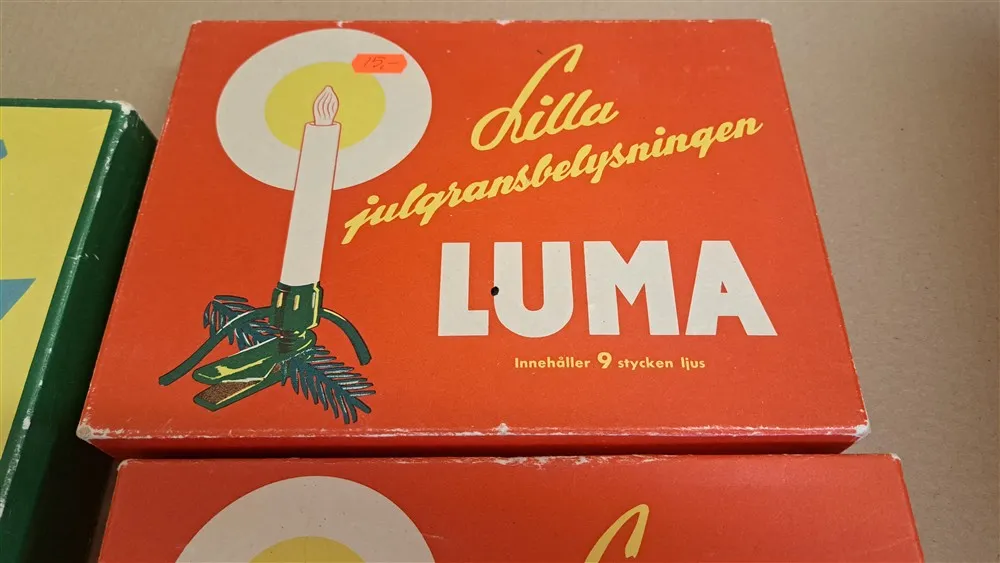 15:-
Lilla
julgransbelysningen
LUMA
Innehåller 9 stycken ljus